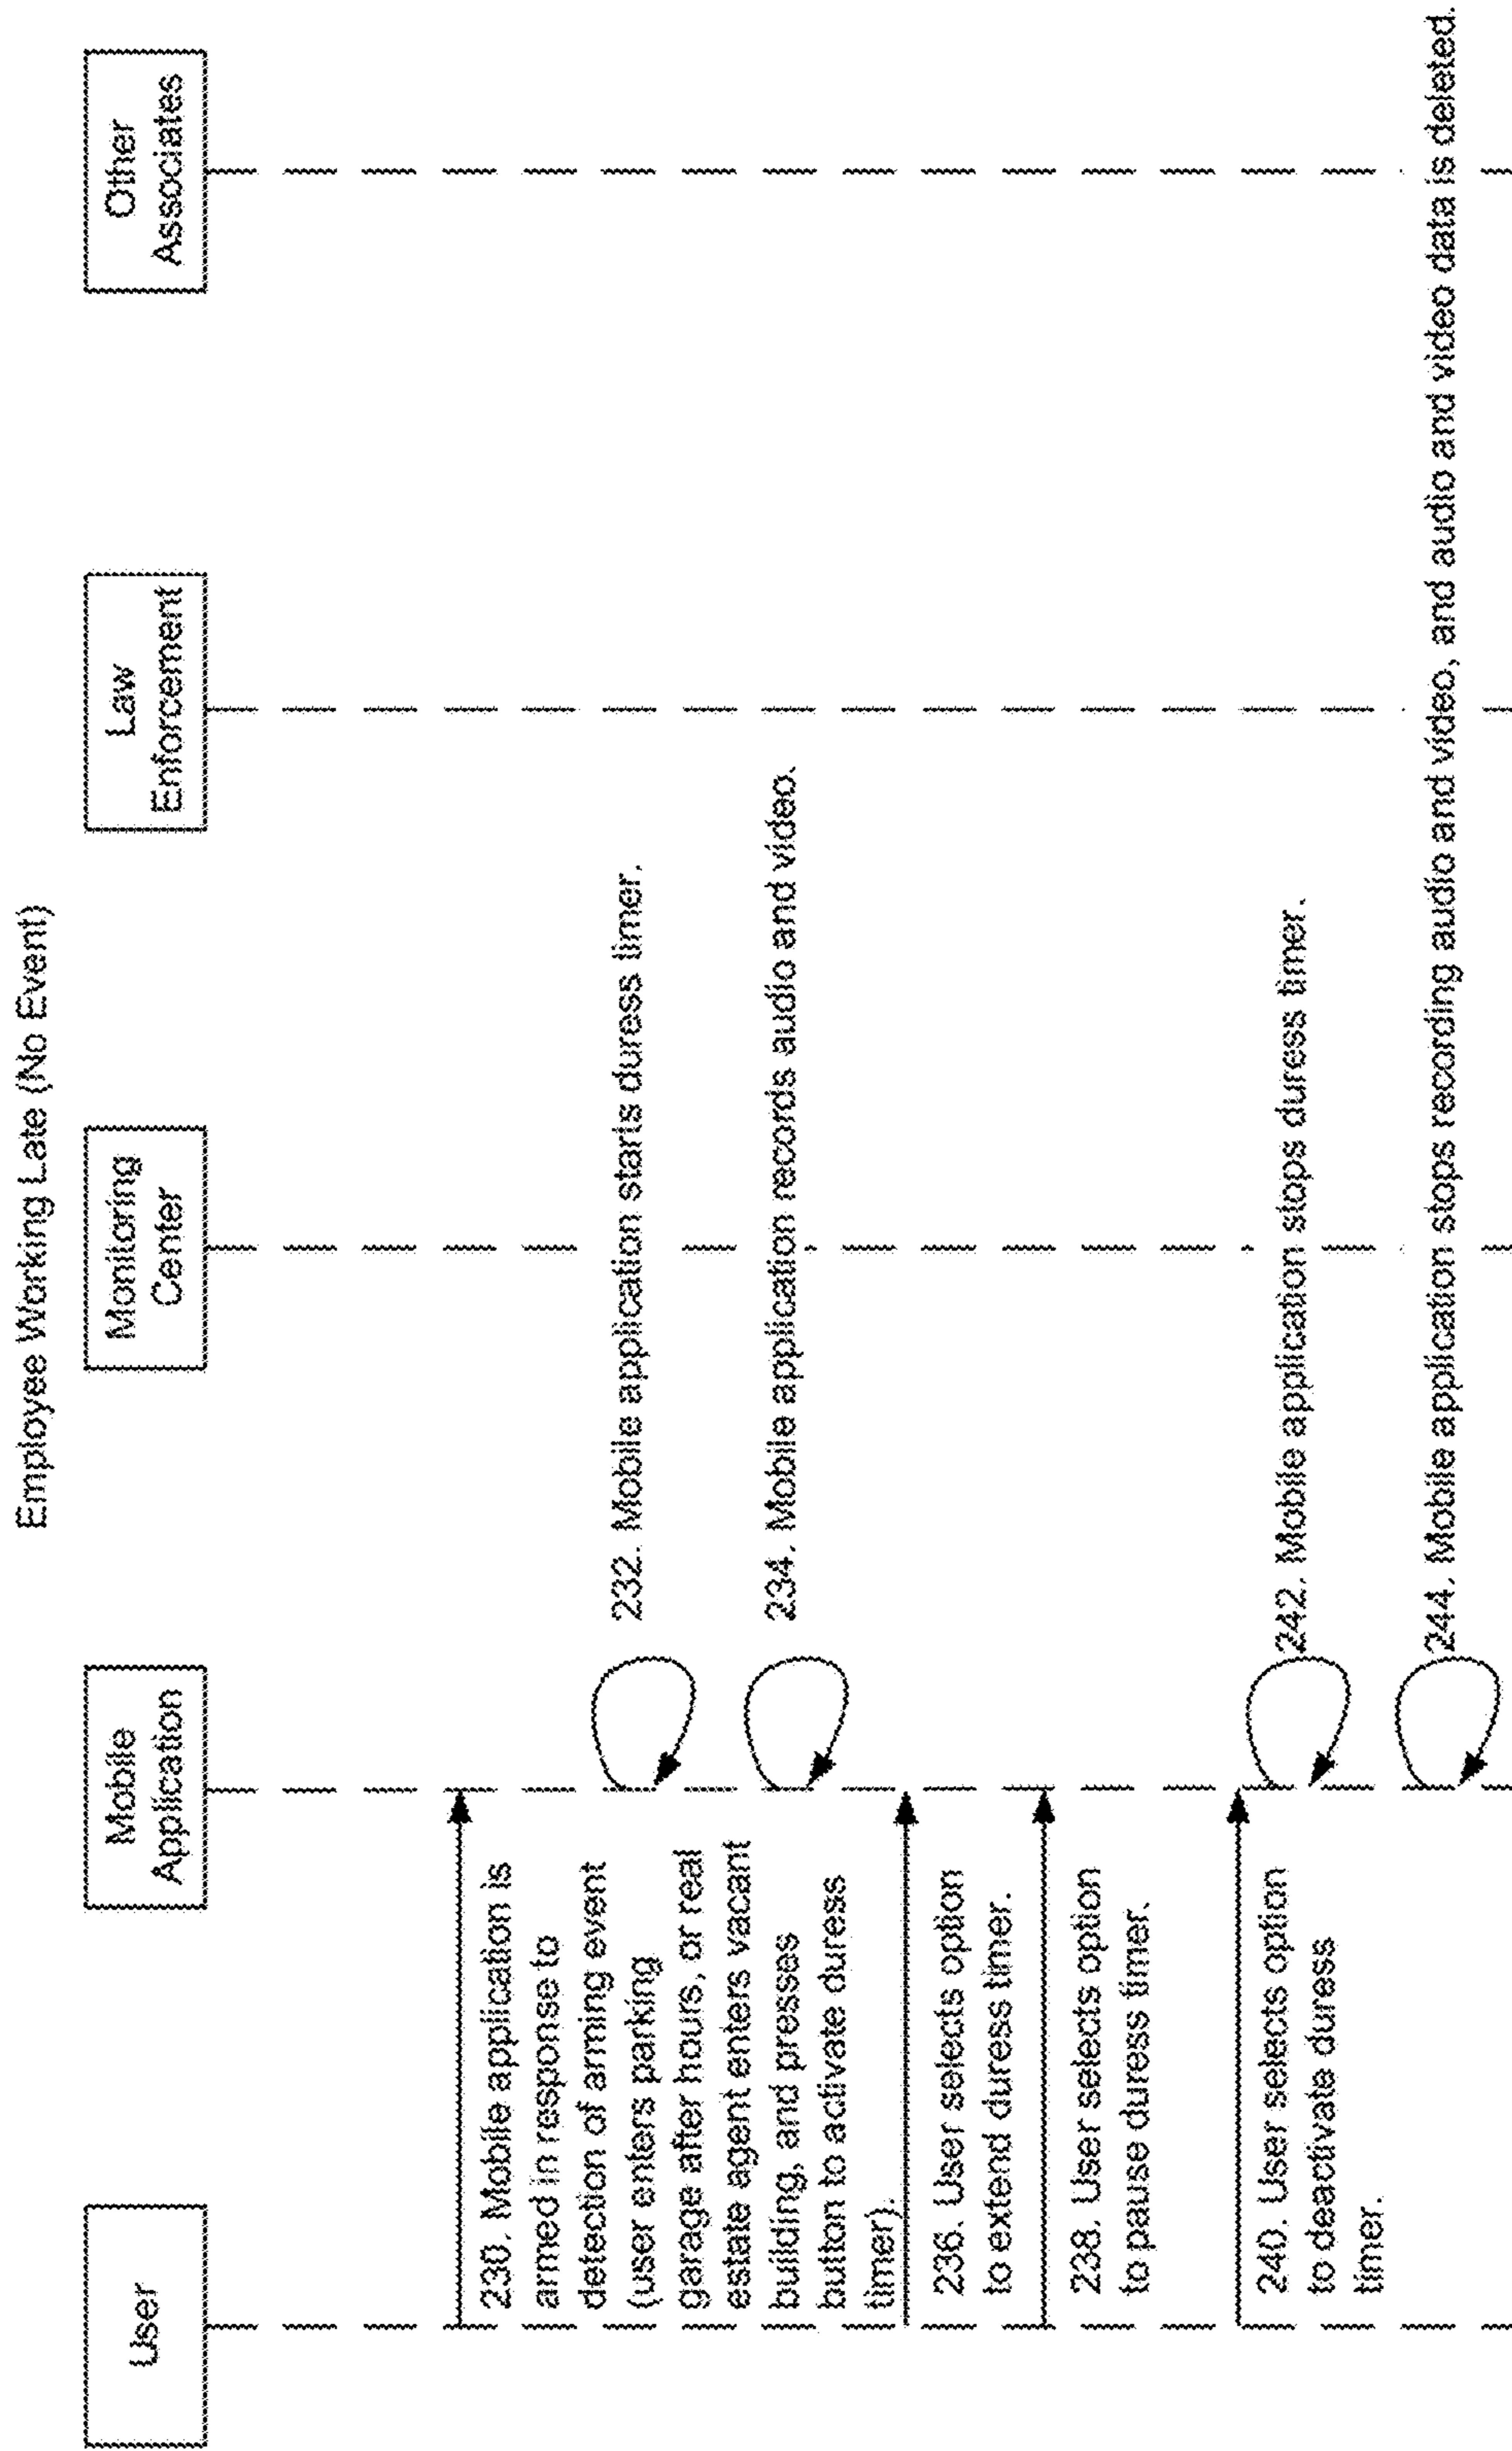 Employee Working Late (No Event)
User
Mobile
Application
Monitoring
Center
Law
Enforcement
Other
Associates
230. Mobile application is
armed in response to
detection of arming event
(user enters parking
garage after hours, or real
estate agent enters vacant
building, and presses
button to activate duress
timer).
232. Mobile application starts duress timer.
234. Mobile application records audio and video.
236. User selects option
to extend duress timer.
238. User selects option
to pause duress timer.
240. User selects option
to deactivate duress
timer.
242. Mobile application stops duress timer.
244. Mobile application stops recording audio and video, and audio and video data is deleted.